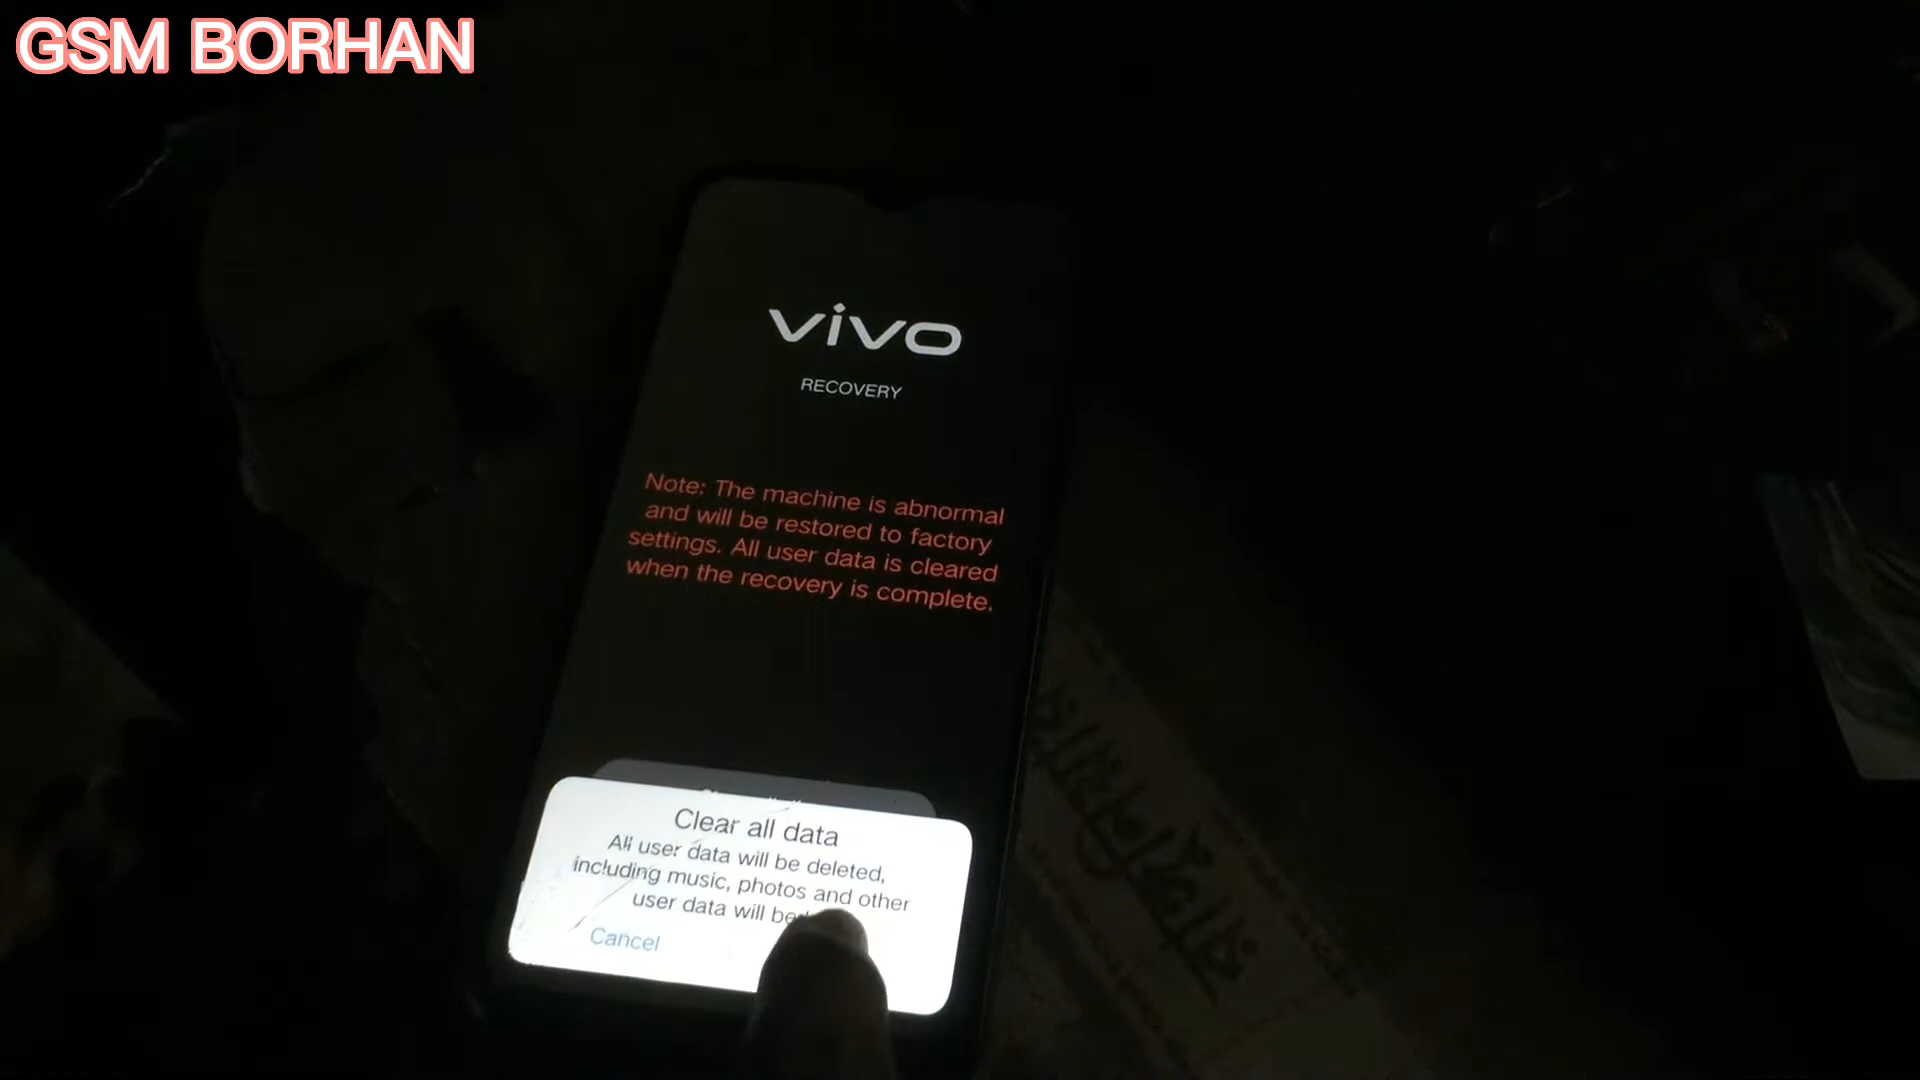 GSM BORHAN
vivo
RECOVERY
Note: The machine is abnormal
and will be restored to factory
settings. All user data is cleared
when the recovery is complete.
Clear all data
All user data will be deleted,
including music, photos and other
user data will be
Cancel